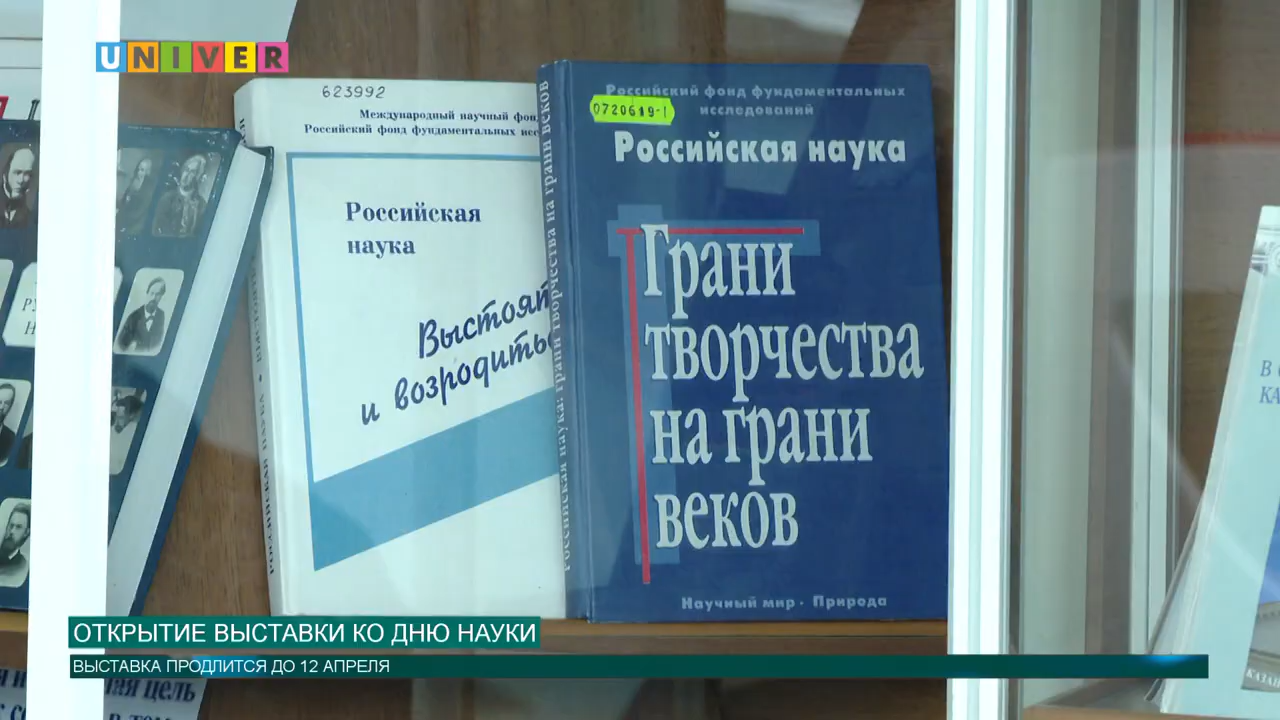 UNIVER
623992
Международный научный
Российский фонд фундаментальных
Российская
наука
и возродиться
Российская наука: грани творчества на грани веков
Российский фонд фундаментальных
исследований
0720619-1
Российская наука
Грани
творчества
на грани
веков
Научный мир · Природа
ОТКРЫТИЕ ВЫСТАВКИ КО ДНЮ НАУКИ
ВЫСТАВКА ПРОДЛИТСЯ ДО 12 АПРЕЛЯ
цель